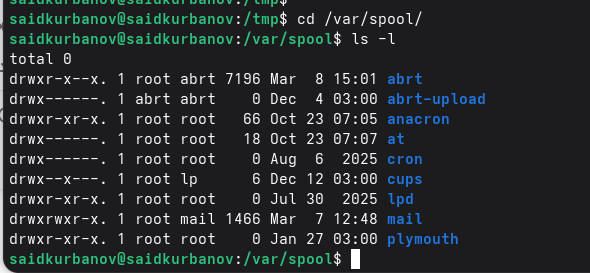 saidkurbanov@saidkurbanov:/tmp$ cd /var/spool/
saidkurbanov@saidkurbanov:/var/spool$ ls -l
total 0
drwxr-x--x. 1 root abrt 7196 Mar  8 15:01 abrt
drwx------. 1 abrt abrt    0 Dec  4 03:00 abrt-upload
drwxr-xr-x. 1 root root   66 Oct 23 07:05 anacron
drwx------. 1 root root   18 Oct 23 07:07 at
drwx------. 1 root root    0 Aug  6  2025 cron
drwx--x---. 1 root lp      6 Dec 12 03:00 cups
drwxr-xr-x. 1 root root    0 Jul 30  2025 lpd
drwxrwxr-x. 1 root mail 1466 Mar  7 12:48 mail
drwxr-xr-x. 1 root root    0 Jan 27 03:00 plymouth
saidkurbanov@saidkurbanov:/var/spool$